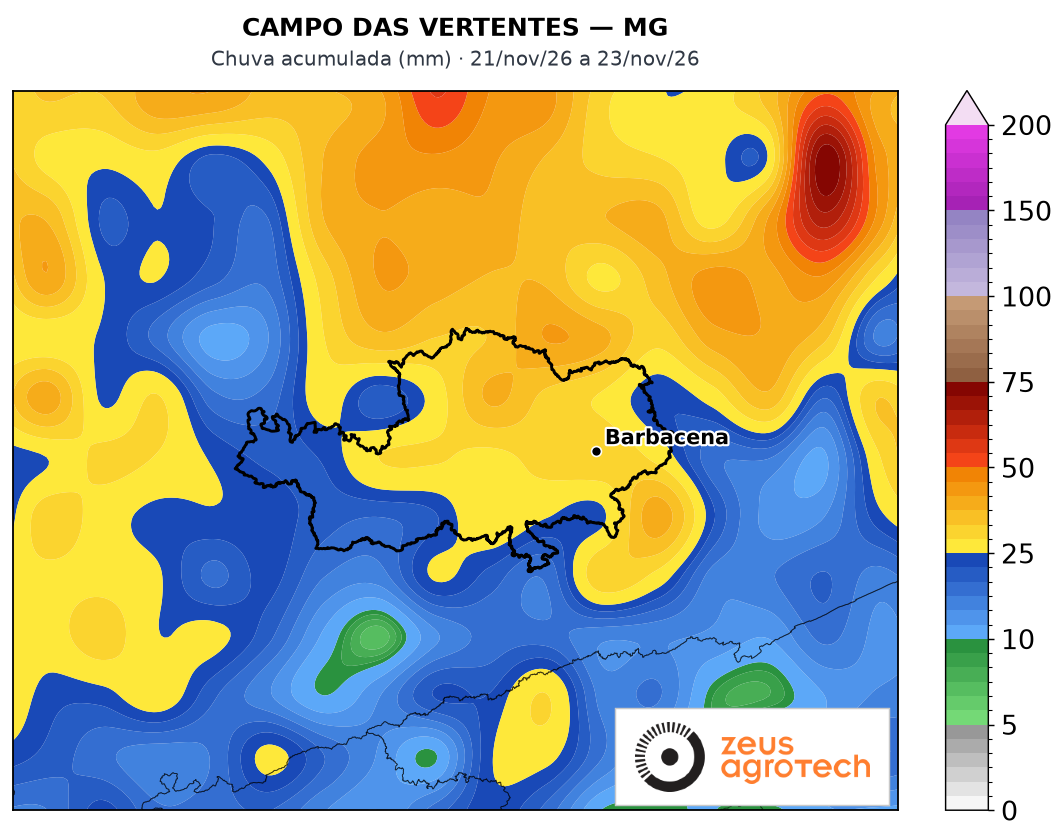 CAMPO DAS VERTENTES — MG
Chuva acumulada (mm) · 21/nov/26 a 23/nov/26
200
150
100
75
50
25
10
5
0
Barbacena
zeus
agrotech